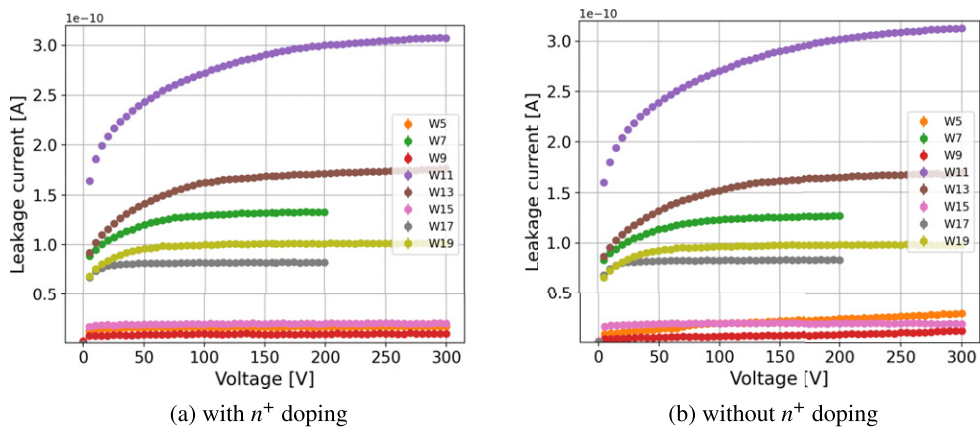 1e−10
Leakage current [A]
3.0
2.5
2.0
1.5
1.0
0.5
0 50 100 150 200 250 300
Voltage [V]
W5
W7
W9
W11
W13
W15
W17
W19
(a) with n⁺ doping
1e−10
Leakage current [A]
3.0
2.5
2.0
1.5
1.0
0.5
0 50 100 150 200 250 300
Voltage [V]
W5
W7
W9
W11
W13
W15
W17
W19
(b) without n⁺ doping